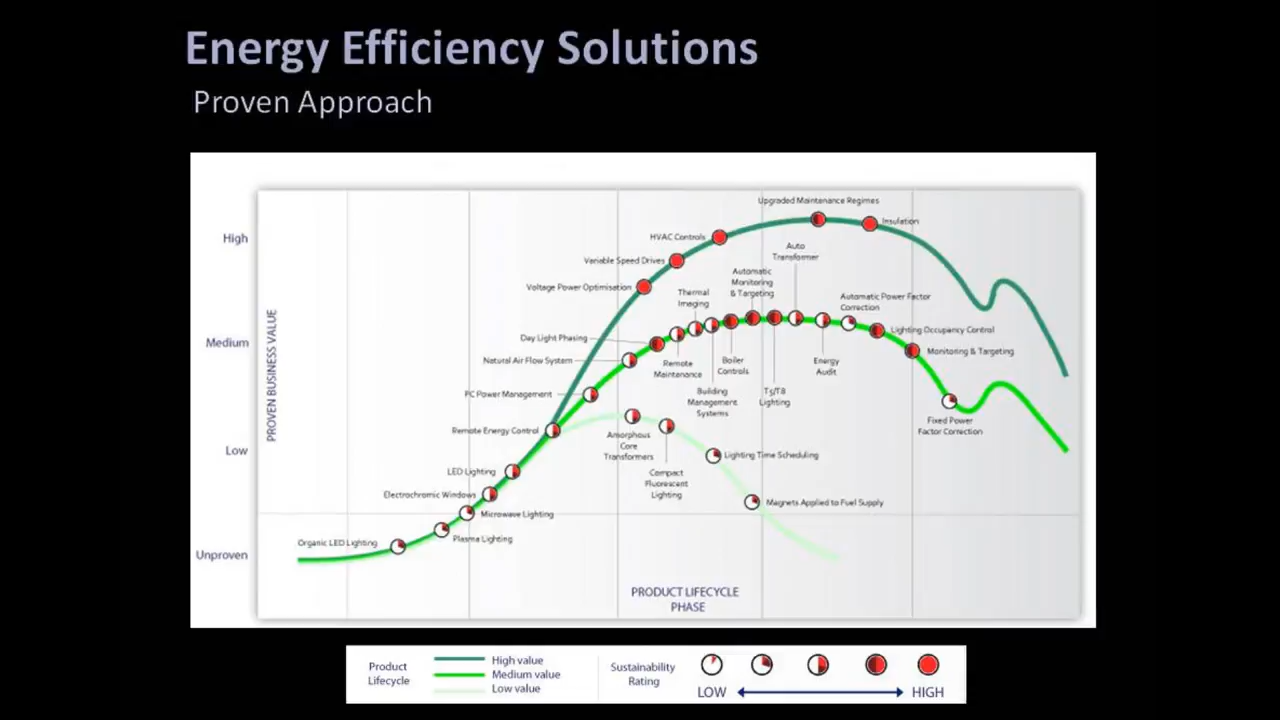 Energy Efficiency Solutions
Proven Approach
High
Medium
Low
Unproven
PROVEN BUSINESS VALUE
Upgraded Maintenance Regimes
Insulation
HVAC Controls
Auto
Transformer
Variable Speed Drives
Automatic
Monitoring
& Targeting
Voltage Power Optimisation
Thermal
Imaging
Automatic Power Factor
Correction
Day Light Phasing
Lighting Occupancy Control
Monitoring & Targeting
Natural Air Flow System
Remote
Maintenance
Boiler
Controls
Energy
Audit
PC Power Management
Building
Management
Systems
T5/T8
Lighting
Remote Energy Control
Amorphous
Core
Transformers
Fixed Power
Factor Correction
Lighting Time Scheduling
LED Lighting
Compact
Fluorescent
Lighting
Electrochromic Windows
Magnets Applied to Fuel Supply
Microwave Lighting
Plasma Lighting
Organic LED Lighting
PRODUCT LIFECYCLE
PHASE
Product
Lifecycle
High value
Medium value
Low value
Sustainability
Rating
LOW
HIGH